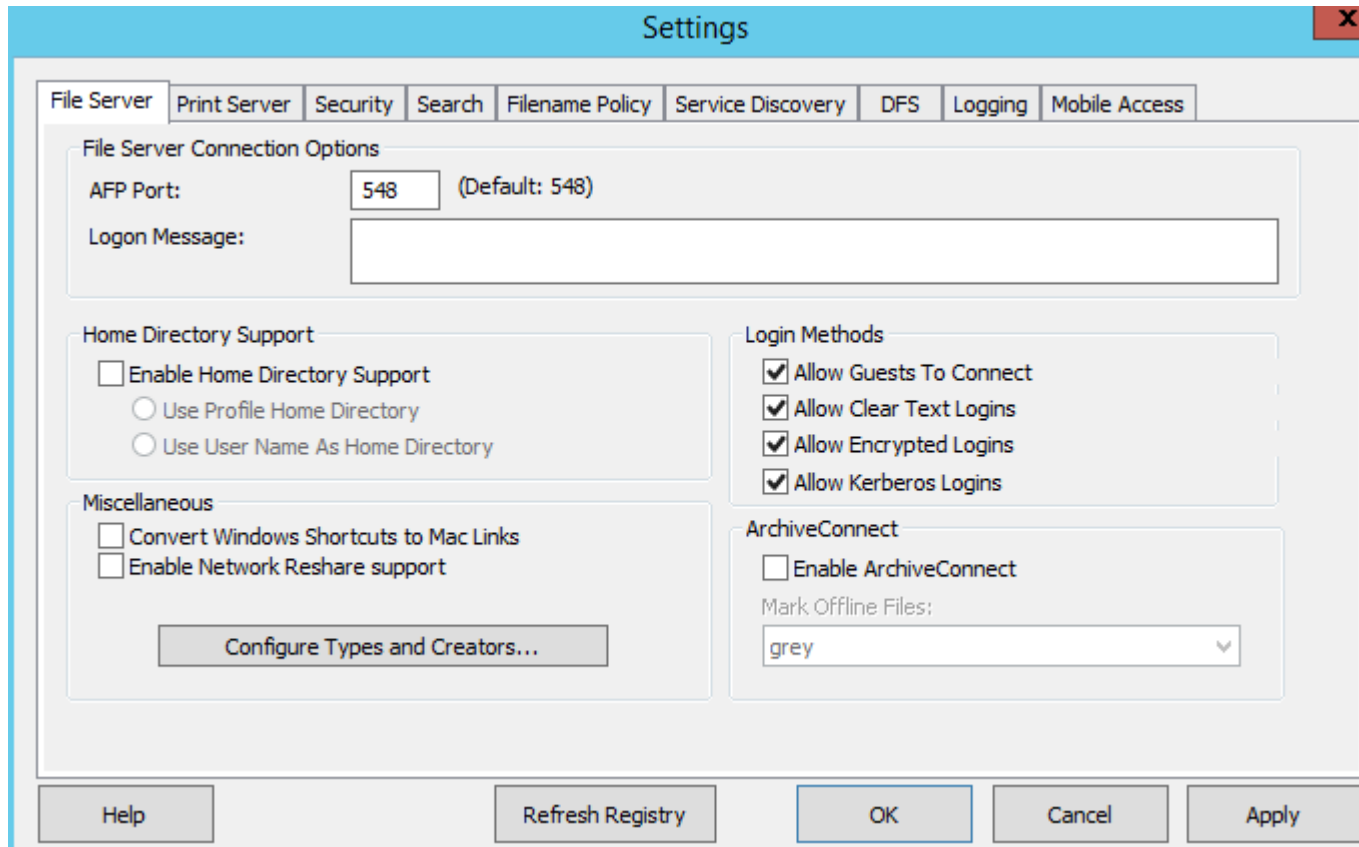 Settings
x
File Server Print Server Security Search Filename Policy Service Discovery DFS Logging Mobile Access
File Server Connection Options
AFP Port: 548 (Default: 548)
Logon Message:
Home Directory Support
Enable Home Directory Support
Use Profile Home Directory
Use User Name As Home Directory
Login Methods
Allow Guests To Connect
Allow Clear Text Logins
Allow Encrypted Logins
Allow Kerberos Logins
Miscellaneous
Convert Windows Shortcuts to Mac Links
Enable Network Reshare support
Configure Types and Creators...
ArchiveConnect
Enable ArchiveConnect
Mark Offline Files:
grey
Help Refresh Registry OK Cancel Apply